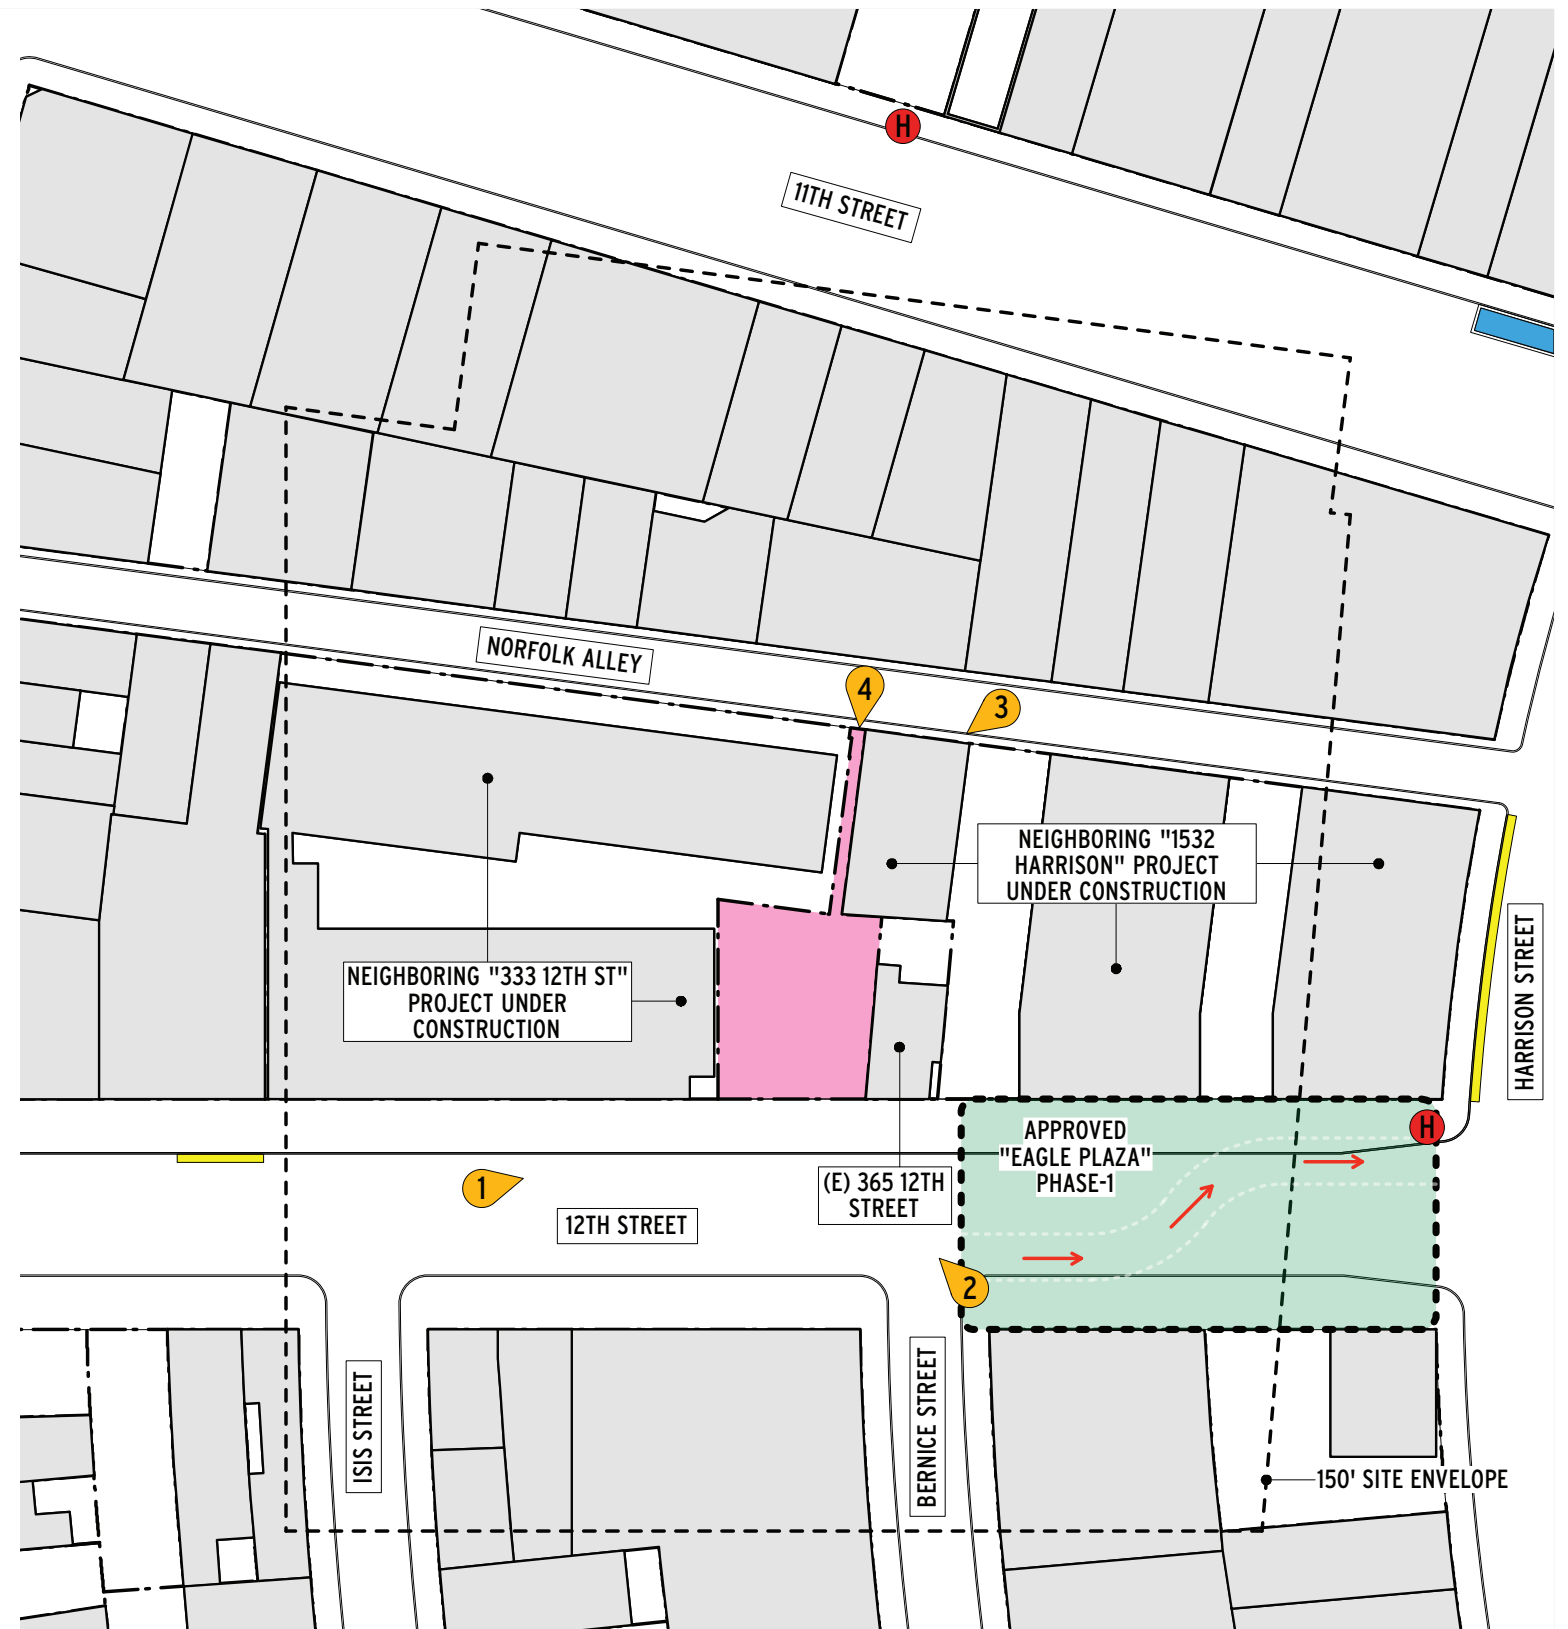 H
11TH STREET
NORFOLK ALLEY
4
3
NEIGHBORING "1532
HARRISON" PROJECT
UNDER CONSTRUCTION
NEIGHBORING "333 12TH ST"
PROJECT UNDER
CONSTRUCTION
HARRISON STREET
APPROVED
"EAGLE PLAZA"
PHASE-1
H
1
(E) 365 12TH
STREET
12TH STREET
2
ISIS STREET
BERNICE STREET
150' SITE ENVELOPE